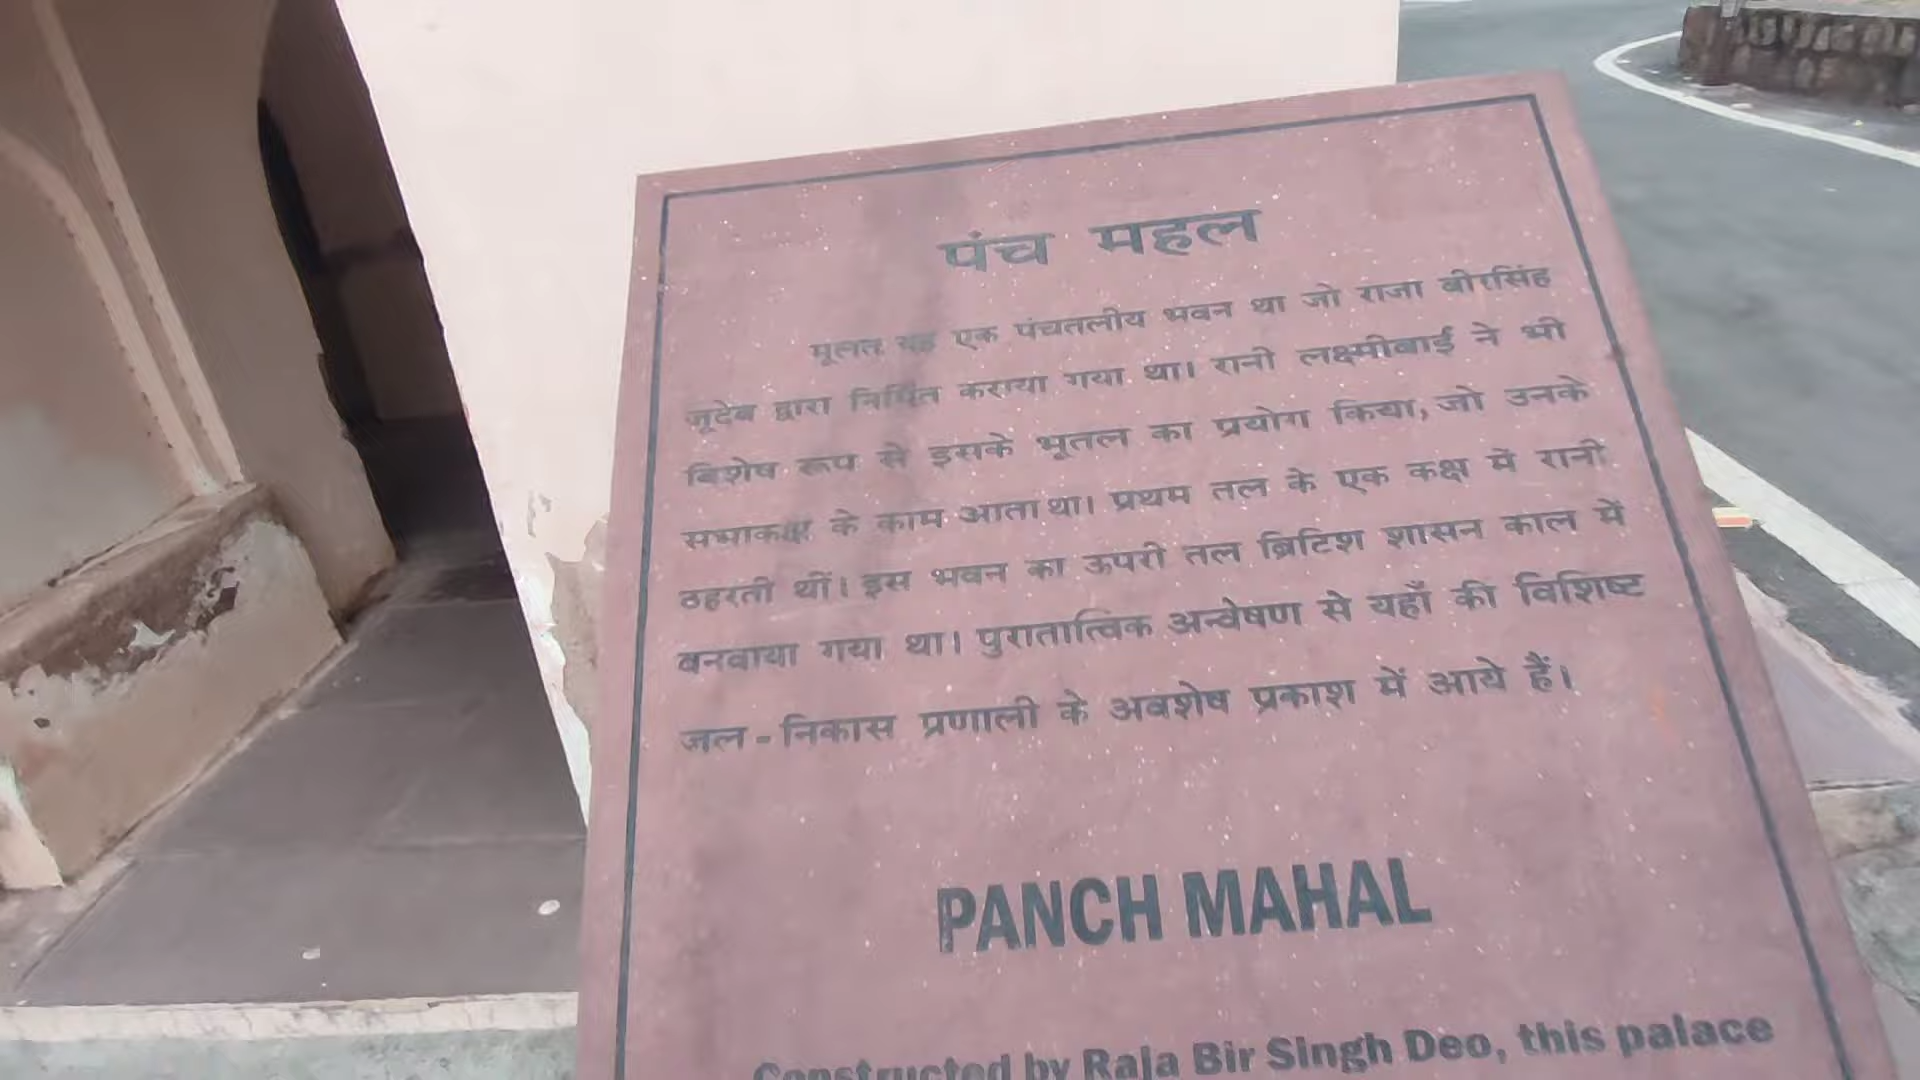 पंच महल
मूलत यह एक पंचतलीय भवन था जो राजा बीरसिंह
जूदेव द्वारा निर्मित कराया गया था। रानी लक्ष्मीबाई ने भी
विशेष रूप से इसके भूतल का प्रयोग किया, जो उनके
सभाकक्ष के काम आता था। प्रथम तल के एक कक्ष में रानी
ठहरती थीं। इस भवन का ऊपरी तल ब्रिटिश शासन काल में
बनवाया गया था। पुरातात्विक अन्वेषण से यहाँ की विशिष्ट
जल - निकास प्रणाली के अवशेष प्रकाश में आये हैं।
PANCH MAHAL
Constructed by Raja Bir Singh Deo, this palace